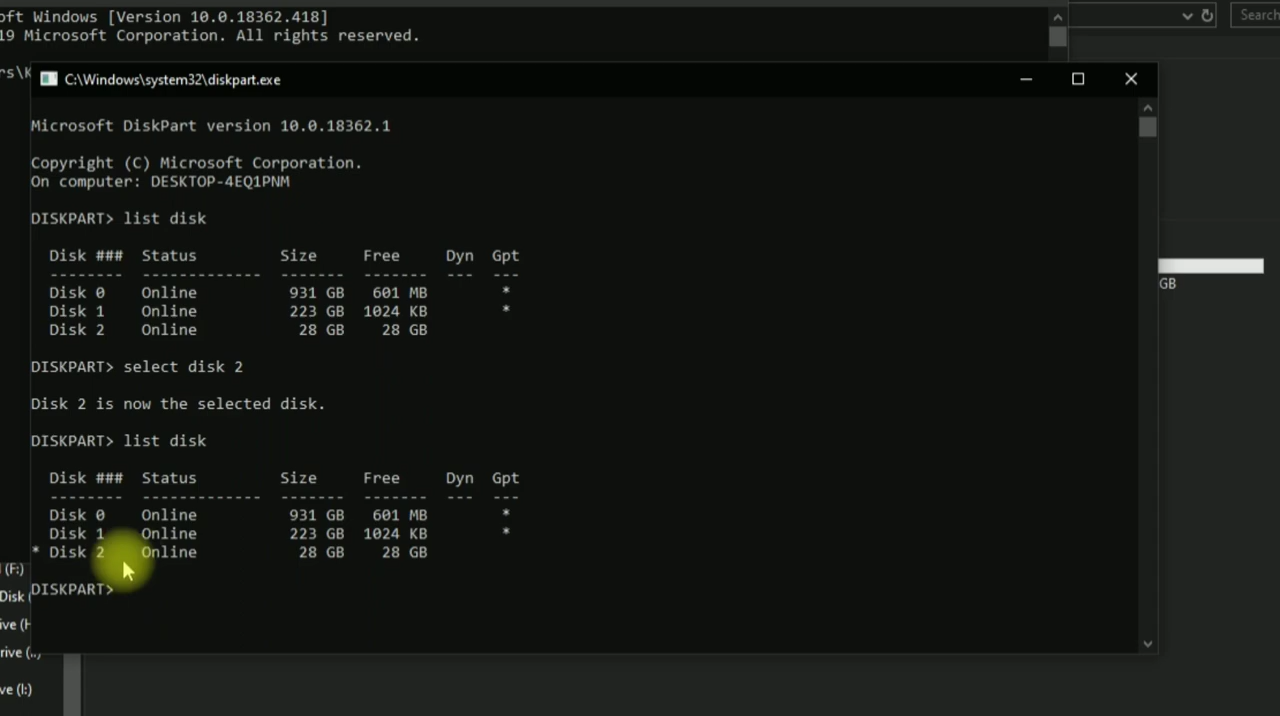 oft Windows [Version 10.0.18362.418]
19 Microsoft Corporation. All rights reserved.
Search
rs\K
C:\Windows\system32\diskpart.exe
Microsoft DiskPart version 10.0.18362.1
Copyright (C) Microsoft Corporation.
On computer: DESKTOP-4EQ1PNM
DISKPART> list disk
Disk ### Status Size Free Dyn Gpt
-------- ------------- ------- ------- --- ---
Disk 0 Online 931 GB 601 MB *
Disk 1 Online 223 GB 1024 KB *
Disk 2 Online 28 GB 28 GB
DISKPART> select disk 2
Disk 2 is now the selected disk.
DISKPART> list disk
Disk ### Status Size Free Dyn Gpt
-------- ------------- ------- ------- --- ---
Disk 0 Online 931 GB 601 MB *
Disk 1 Online 223 GB 1024 KB *
* Disk 2 Online 28 GB 28 GB
DISKPART>
GB
(F:)
Disk (
ive (H
rive (
ve (I:)